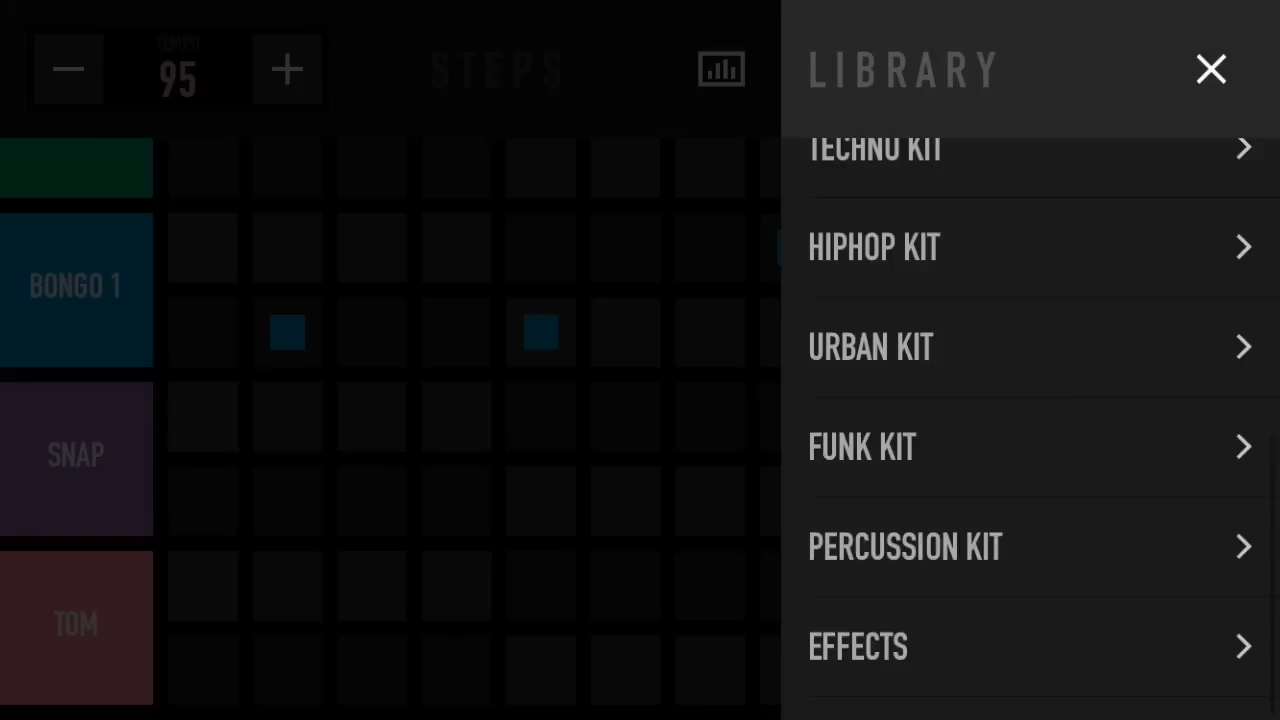 TEMPO
95
STEPS
LIBRARY
TECHNO KIT
HIPHOP KIT
BONGO 1
URBAN KIT
FUNK KIT
SNAP
PERCUSSION KIT
TOM
EFFECTS